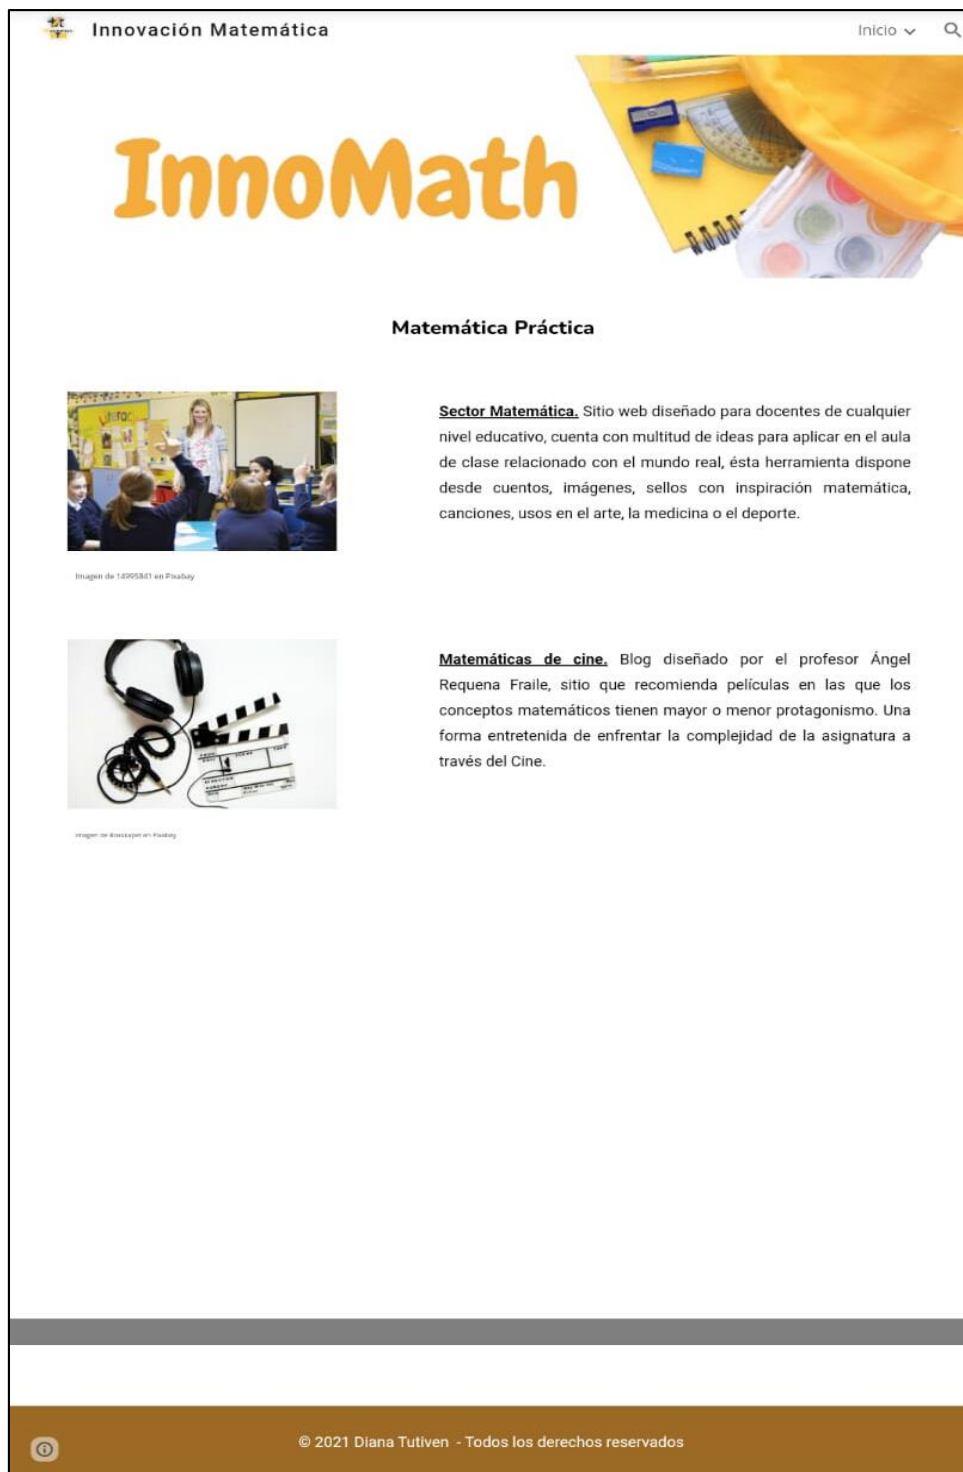 Innovación Matemática
Inicio
InnoMath
Matemática Práctica
Sector Matemática. Sitio web diseñado para docentes de cualquier
nivel educativo, cuenta con multitud de ideas para aplicar en el aula
de clase relacionado con el mundo real, ésta herramienta dispone
desde cuentos, imágenes, sellos con inspiración matemática,
canciones, usos en el arte, la medicina o el deporte.
Imagen de 14995841 en Pixabay
Matemáticas de cine. Blog diseñado por el profesor Ángel
Requena Fraile, sitio que recomienda películas en las que los
conceptos matemáticos tienen mayor o menor protagonismo. Una
forma entretenida de enfrentar la complejidad de la asignatura a
través del Cine.
Imagen de en Pixabay
© 2021 Diana Tutiven - Todos los derechos reservados